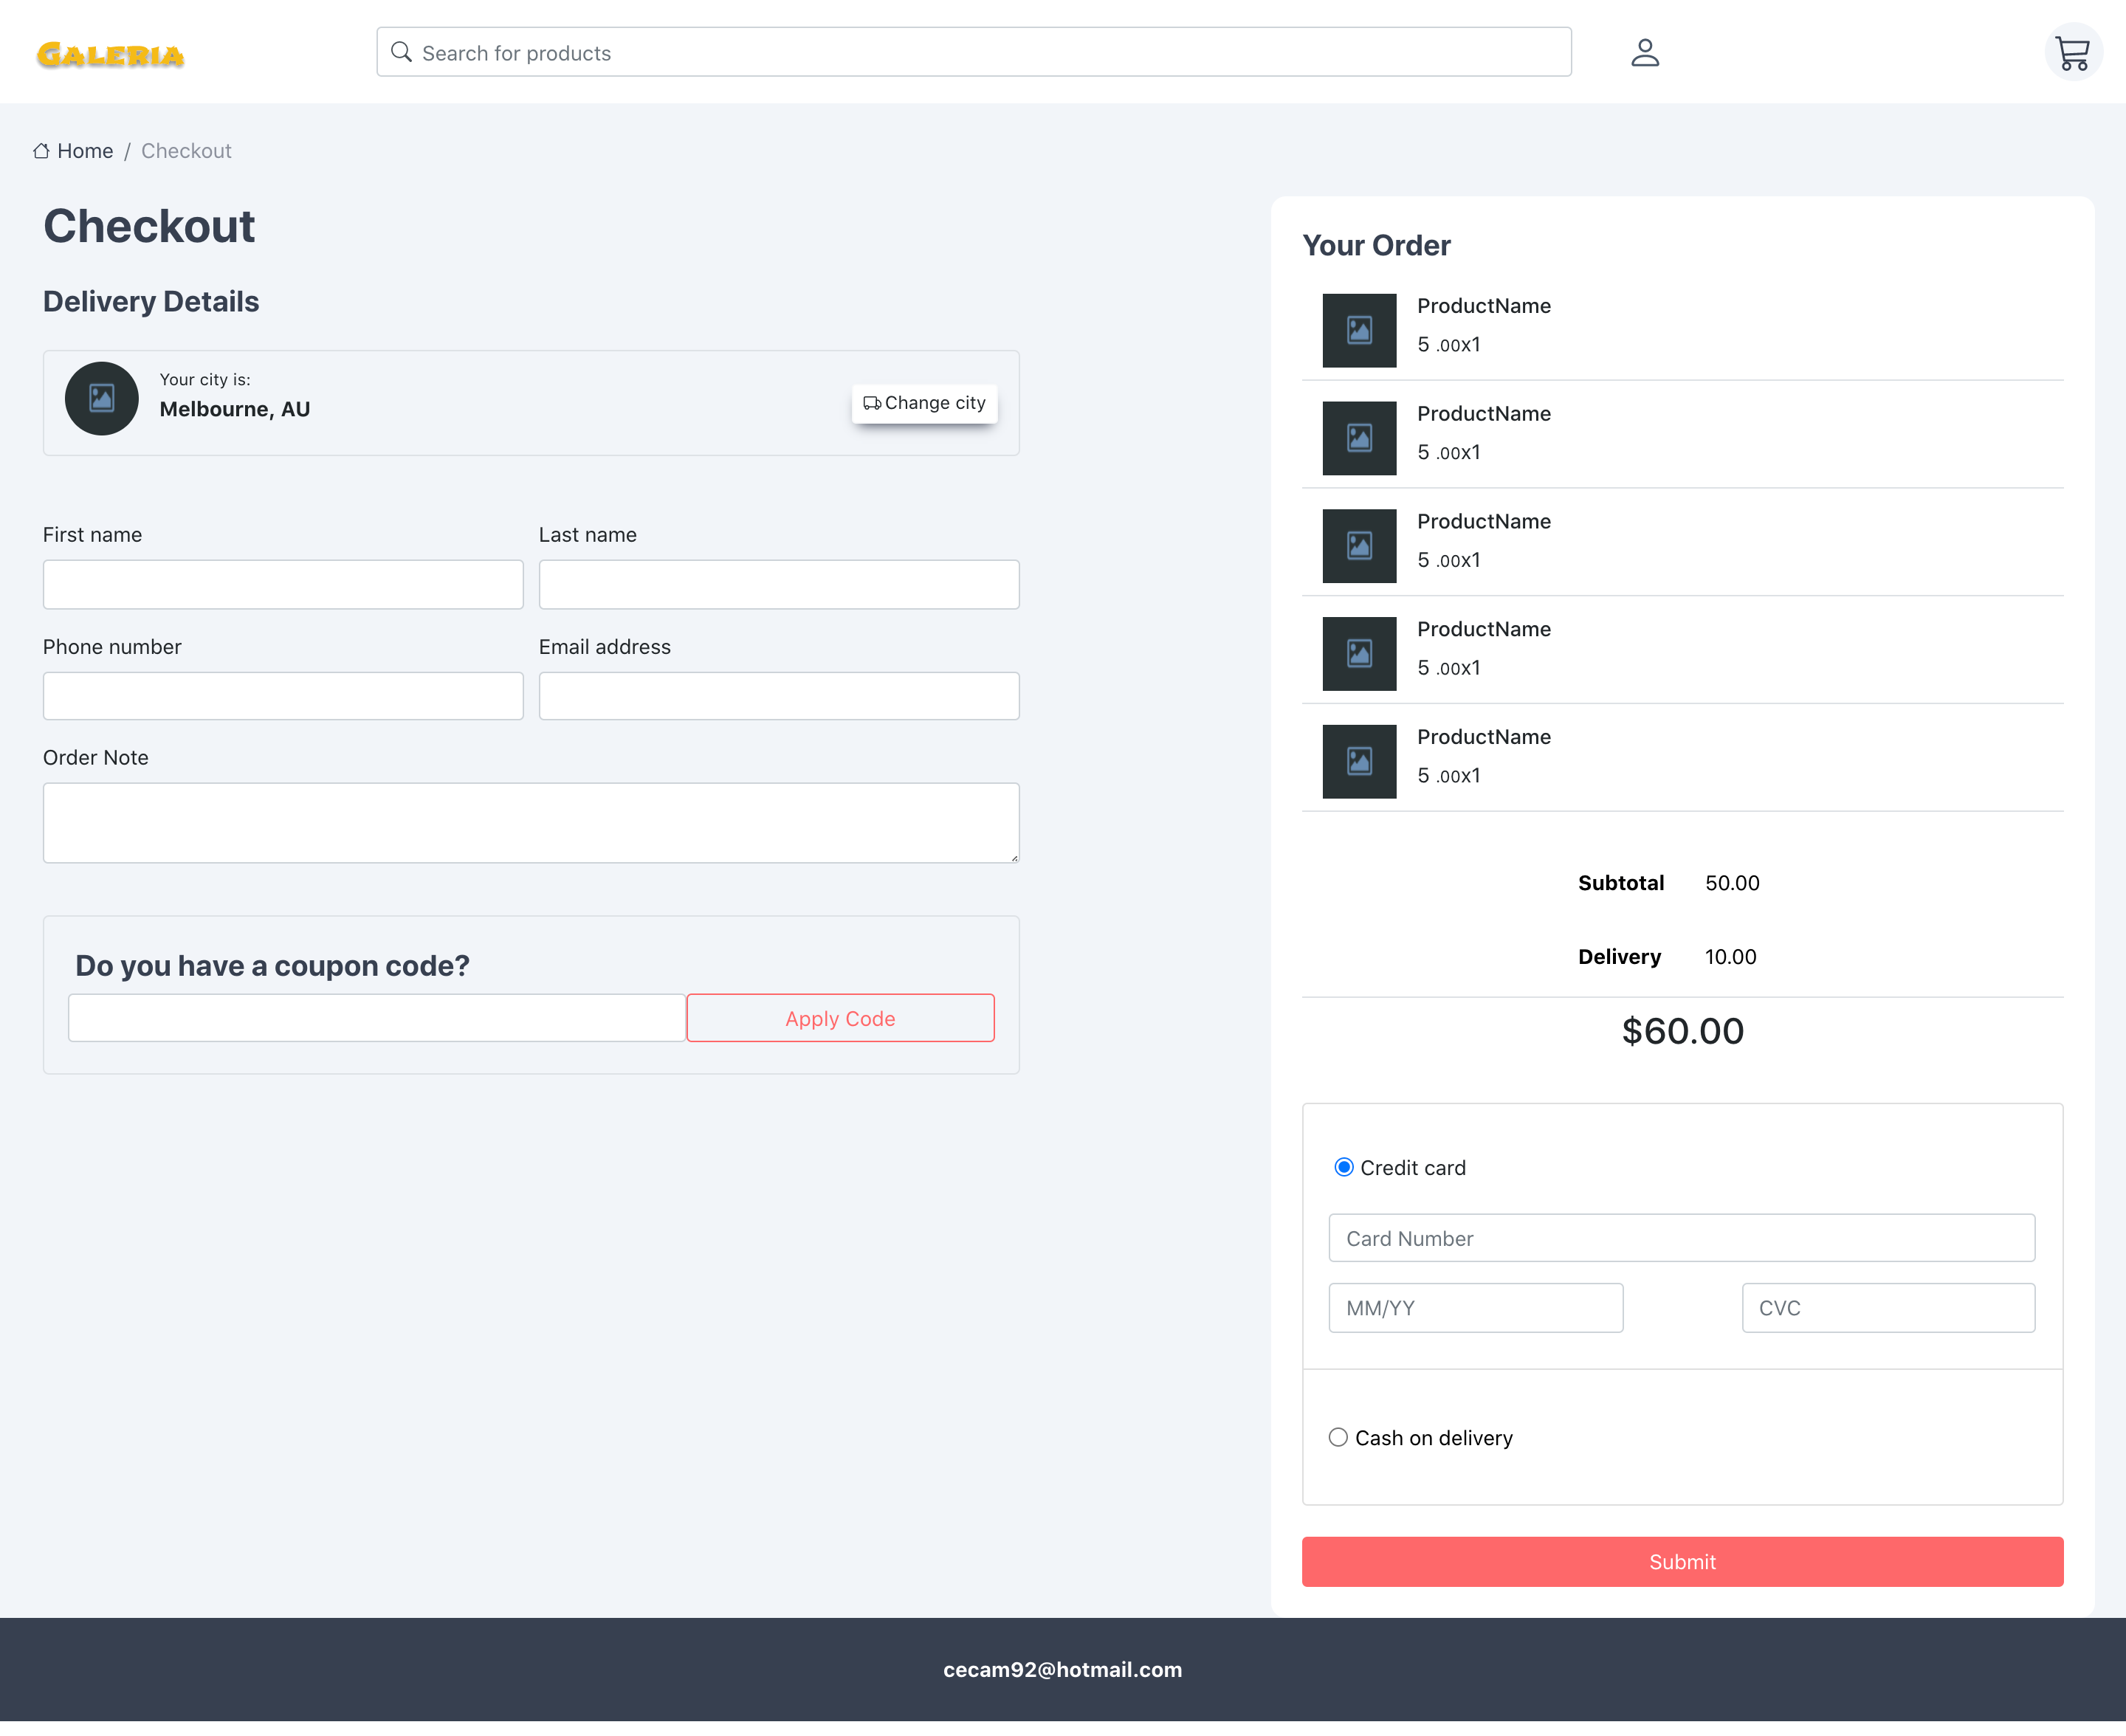 GALERIA
Search for products
Home / Checkout
Checkout
Delivery Details
Your city is:
Melbourne, AU
Change city
First name
Last name
Phone number
Email address
Order Note
Do you have a coupon code?
Apply Code
Your Order
ProductName
5 .00x1
ProductName
5 .00x1
ProductName
5 .00x1
ProductName
5 .00x1
ProductName
5 .00x1
Subtotal 50.00
Delivery 10.00
$60.00
Credit card
Card Number
MM/YY
CVC
Cash on delivery
Submit
cecam92@hotmail.com